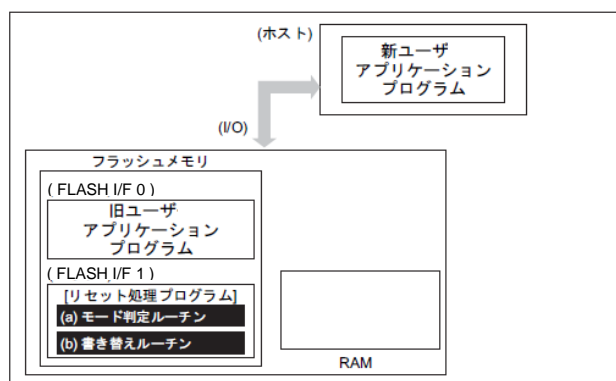 (ホスト)
新ユーザ
アプリケーション
プログラム
(I/O)
フラッシュメモリ
( FLASH I/F 0 )
旧ユーザ
アプリケーション
プログラム
( FLASH I/F 1 )
[リセット処理プログラム]
(a) モード判定ルーチン
(b) 書き替えルーチン
RAM